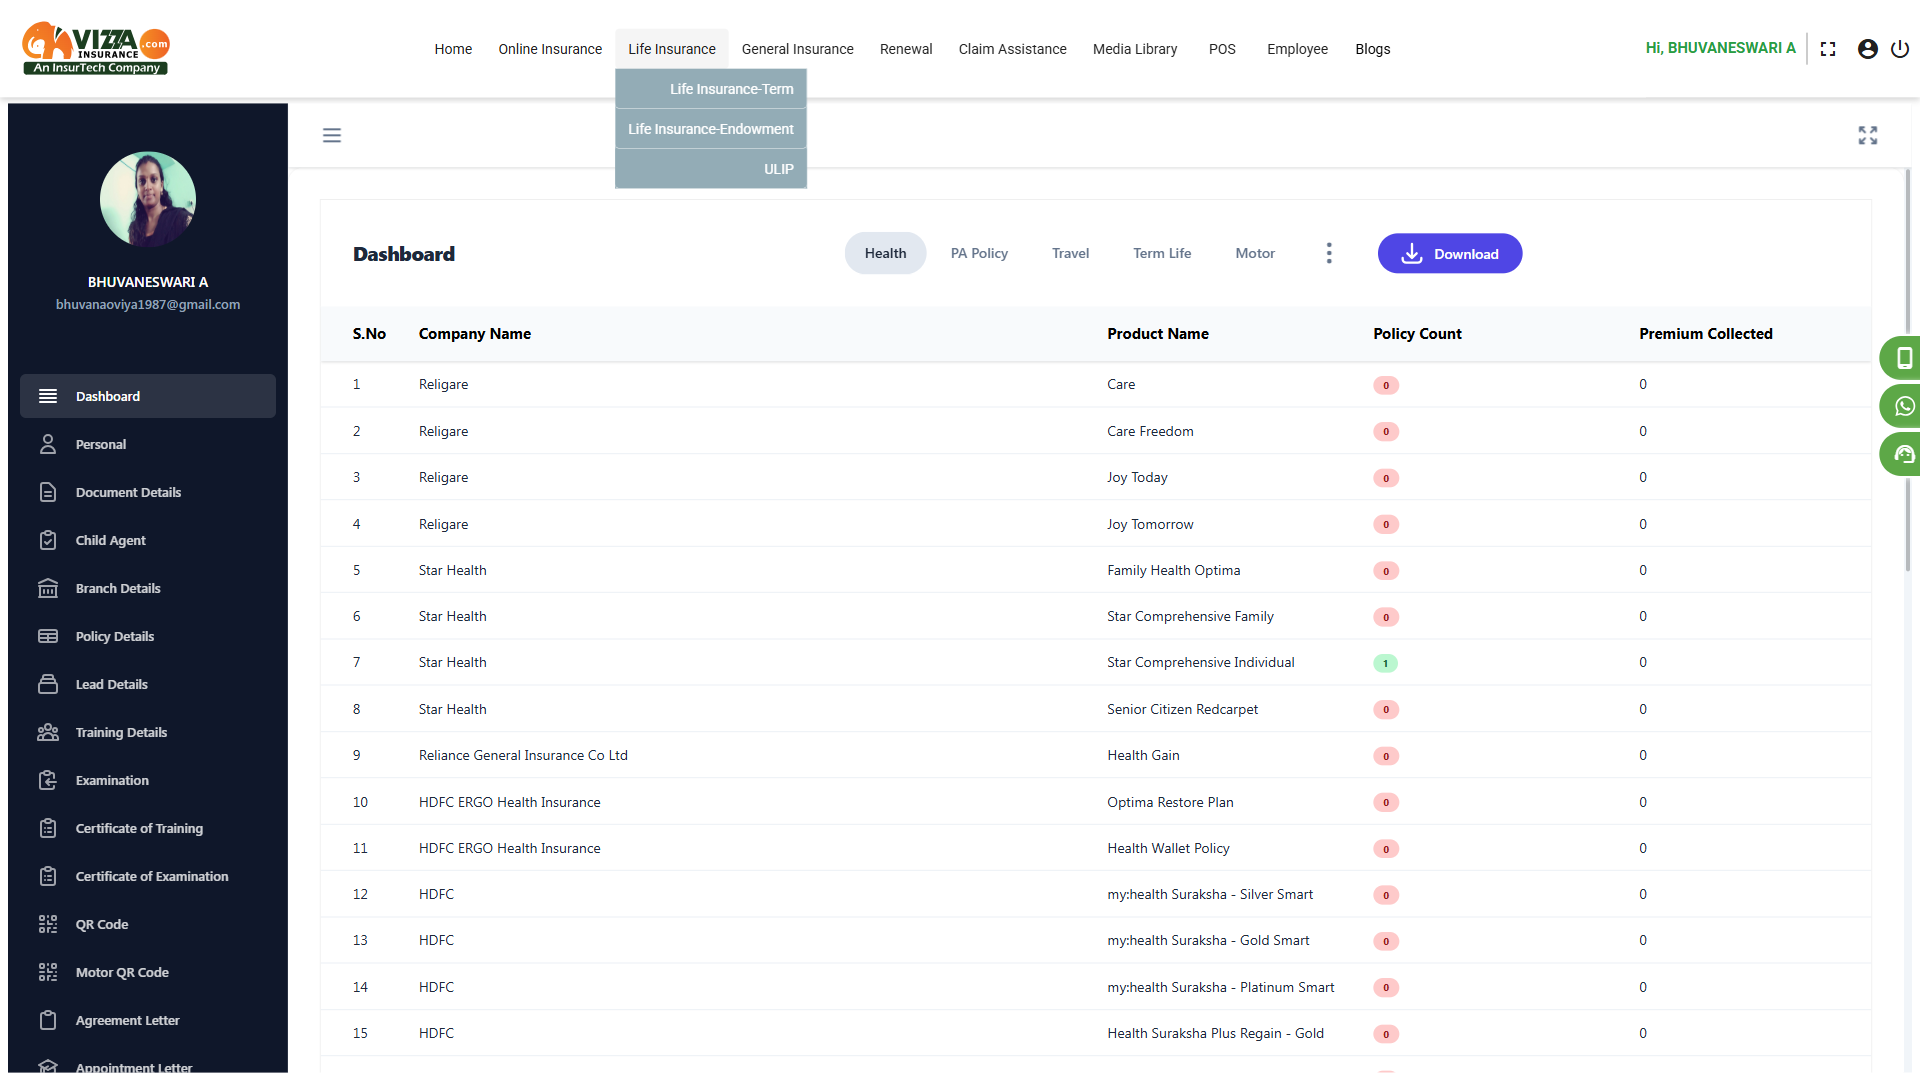 VIZZA .com
INSURANCE
An InsurTech Company
Home Online Insurance Life Insurance General Insurance Renewal Claim Assistance Media Library POS Employee Blogs
Hi, BHUVANESWARI A
Life Insurance-Term
Life Insurance-Endowment
ULIP
BHUVANESWARI A
bhuvanaoviya1987@gmail.com
Dashboard
Personal
Document Details
Child Agent
Branch Details
Policy Details
Lead Details
Training Details
Examination
Certificate of Training
Certificate of Examination
QR Code
Motor QR Code
Agreement Letter
Appointment Letter
Dashboard Health PA Policy Travel Term Life Motor Download
S.No Company Name Product Name Policy Count Premium Collected
1 Religare Care 0 0
2 Religare Care Freedom 0 0
3 Religare Joy Today 0 0
4 Religare Joy Tomorrow 0 0
5 Star Health Family Health Optima 0 0
6 Star Health Star Comprehensive Family 0 0
7 Star Health Star Comprehensive Individual 1 0
8 Star Health Senior Citizen Redcarpet 0 0
9 Reliance General Insurance Co Ltd Health Gain 0 0
10 HDFC ERGO Health Insurance Optima Restore Plan 0 0
11 HDFC ERGO Health Insurance Health Wallet Policy 0 0
12 HDFC my:health Suraksha - Silver Smart 0 0
13 HDFC my:health Suraksha - Gold Smart 0 0
14 HDFC my:health Suraksha - Platinum Smart 0 0
15 HDFC Health Suraksha Plus Regain - Gold 0 0